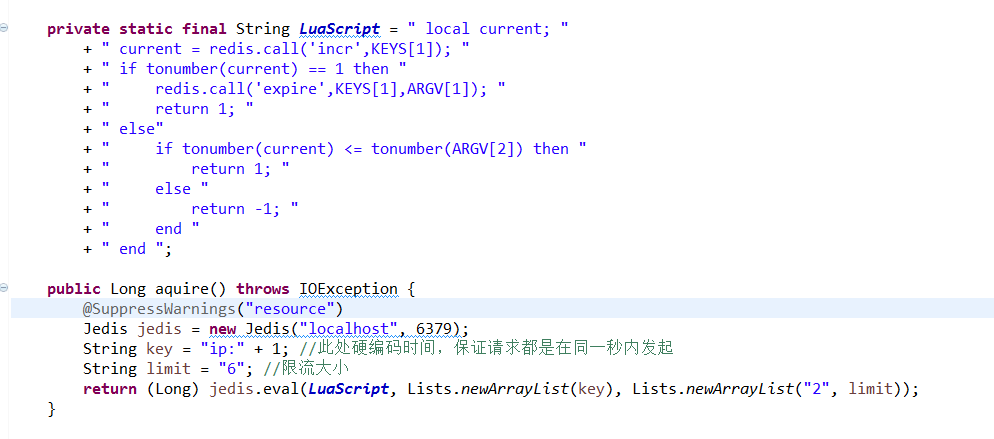 private static final String LuaScript = " local current; "
+ " current = redis.call('incr',KEYS[1]); "
+ " if tonumber(current) == 1 then "
+ "     redis.call('expire',KEYS[1],ARGV[1]); "
+ "     return 1; "
+ " else"
+ "     if tonumber(current) <= tonumber(ARGV[2]) then "
+ "         return 1; "
+ "     else "
+ "         return -1; "
+ "     end "
+ " end ";
public Long aquire() throws IOException {
@SuppressWarnings("resource")
Jedis jedis = new Jedis("localhost", 6379);
String key = "ip:" + 1; //此处硬编码时间，保证请求都是在同一秒内发起
String limit = "6"; //限流大小
return (Long) jedis.eval(LuaScript, Lists.newArrayList(key), Lists.newArrayList("2", limit));
}